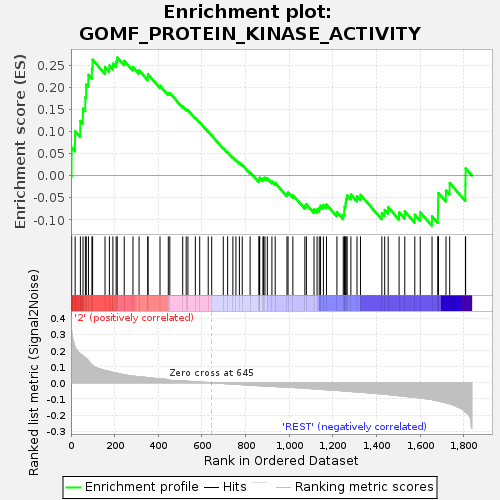 Enrichment plot:
GOMF_PROTEIN_KINASE_ACTIVITY
Enrichment score (ES)
0.25
0.20
0.15
0.10
0.05
0.00
-0.05
-0.10
'2' (positively correlated)
Ranked list metric (Signal2Noise)
0.4
0.3
0.2
0.1
0.0
-0.1
-0.2
-0.3
Zero cross at 645
'REST' (negatively correlated)
0 200 400 600 800 1,000 1,200 1,400 1,600 1,800
Rank in Ordered Dataset
Enrichment profile Hits Ranking metric scores